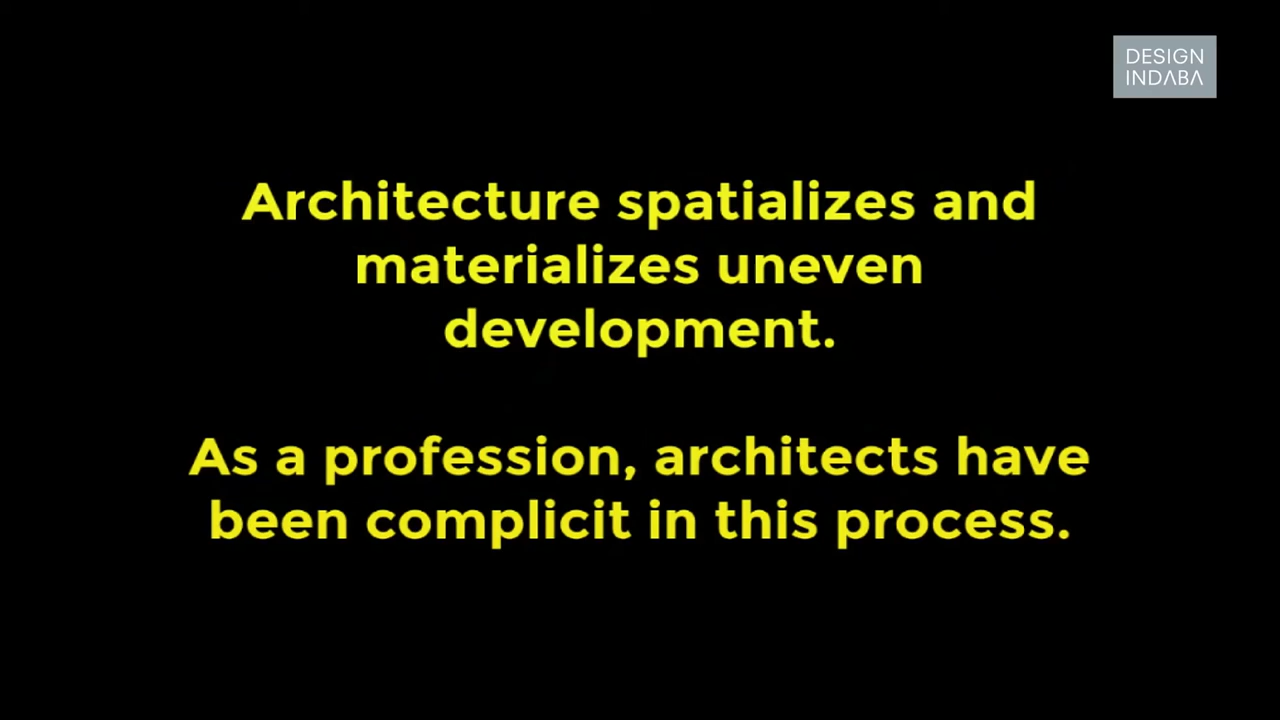 DESIGN
INDABA
Architecture spatializes and
materializes uneven
development.
As a profession, architects have
been complicit in this process.